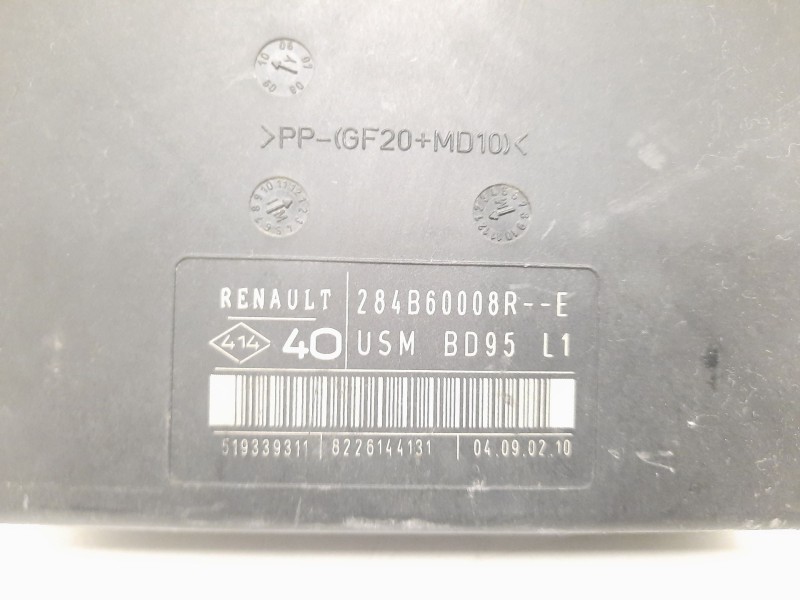 >PP-(GF20+MD10)<
RENAULT 284B60008R--E
414 40 USM BD95 L1
519339311 8226144131 04.09.02.10